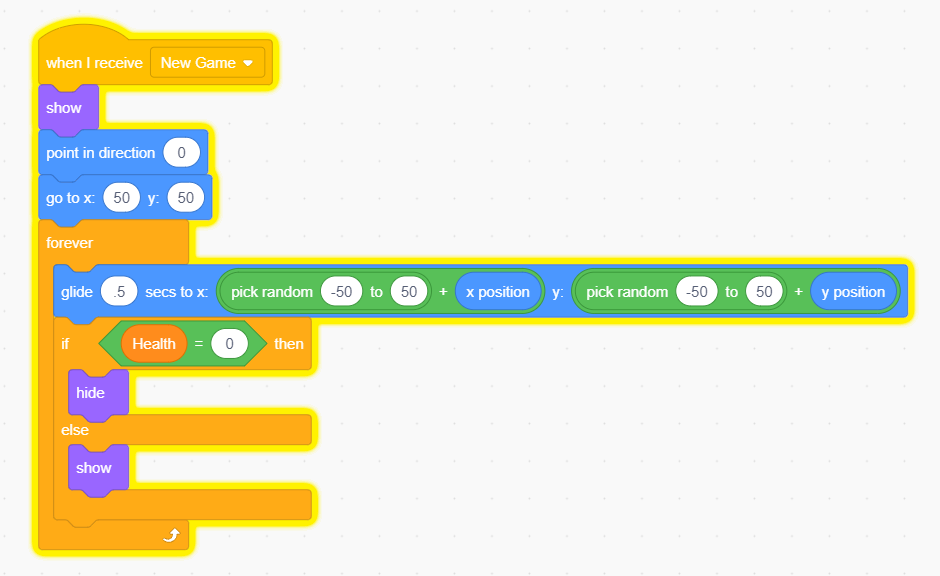 when I receive New Game
show
point in direction 0
go to x: 50 y: 50
forever
glide .5 secs to x: pick random -50 to 50 + x position y: pick random -50 to 50 + y position
if Health = 0 then
hide
else
show